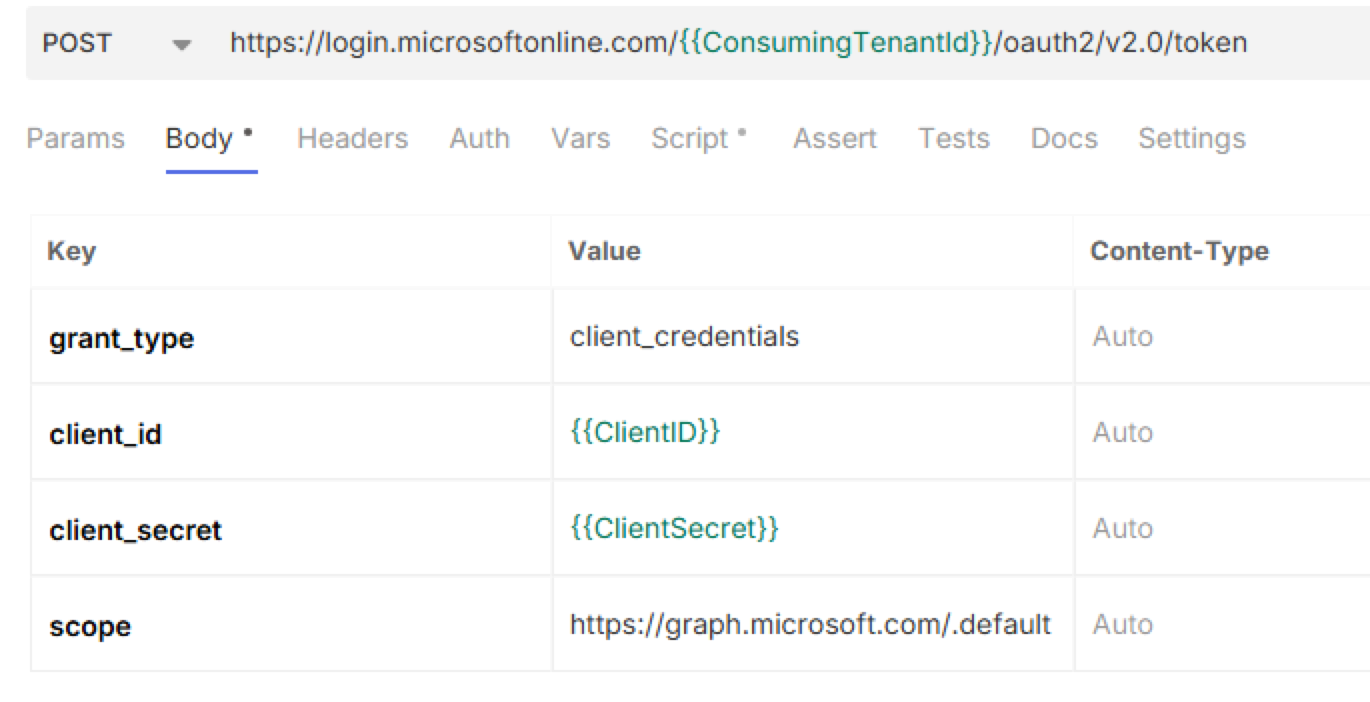 POST https://login.microsoftonline.com/{{ConsumingTenantId}}/oauth2/v2.0/token
Params Body Headers Auth Vars Script Assert Tests Docs Settings
Key Value Content-Type
grant_type client_credentials Auto
client_id {{ClientID}} Auto
client_secret {{ClientSecret}} Auto
scope https://graph.microsoft.com/.default Auto